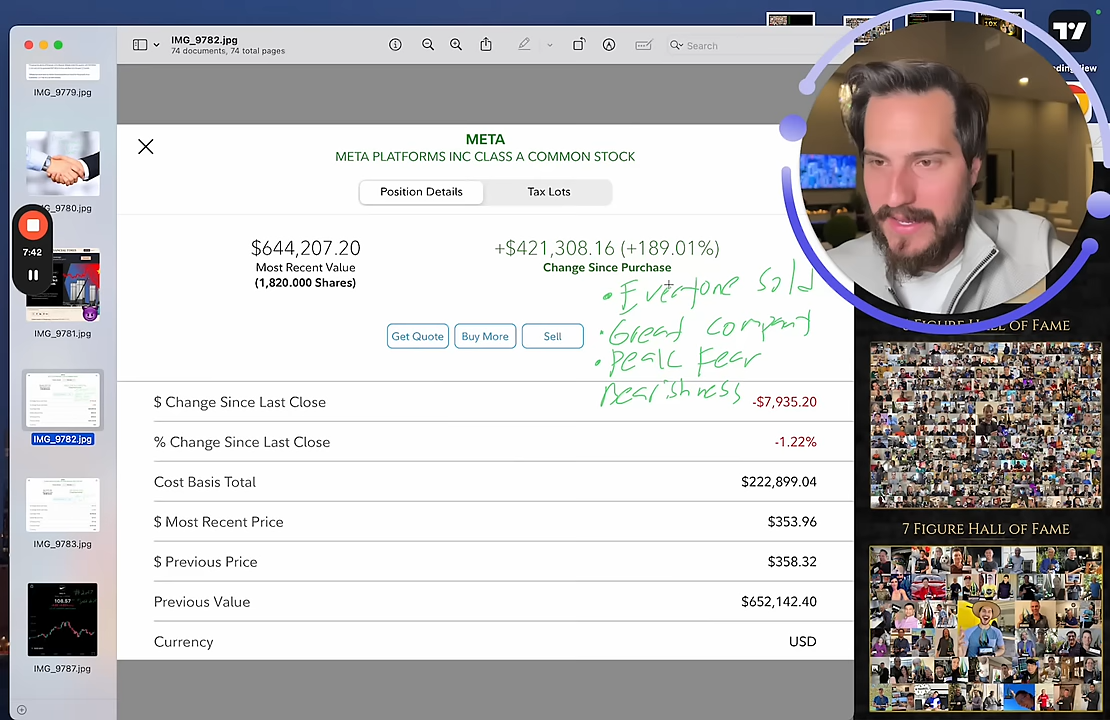 IMG_9782.jpg
74 documents, 74 total pages
Search
IMG_9779.jpg
IMG_9780.jpg
7:42
IMG_9781.jpg
IMG_9782.jpg
IMG_9783.jpg
IMG_9787.jpg
META
META PLATFORMS INC CLASS A COMMON STOCK
Position Details
Tax Lots
$644,207.20
Most Recent Value
(1,820.000 Shares)
+$421,308.16 (+189.01%)
Change Since Purchase
• Everyone Sold
• Great company
• Peak Fear
Bearishness
Get Quote
Buy More
Sell
$ Change Since Last Close
-$7,935.20
% Change Since Last Close
-1.22%
Cost Basis Total
$222,899.04
$ Most Recent Price
$353.96
$ Previous Price
$358.32
Previous Value
$652,142.40
Currency
USD
FIGURE HALL OF FAME
7 FIGURE HALL OF FAME